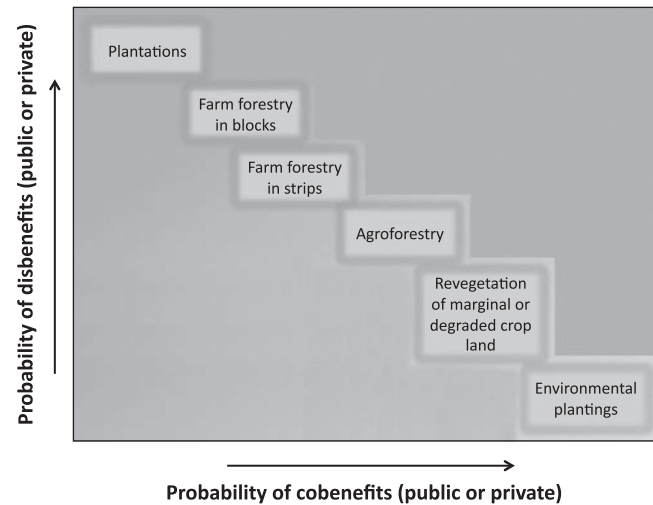 Probability of disbenefits (public or private)
Plantations
Farm forestry
in blocks
Farm forestry
in strips
Agroforestry
Revegetation
of marginal or
degraded crop
land
Environmental
plantings
Probability of cobenefits (public or private)